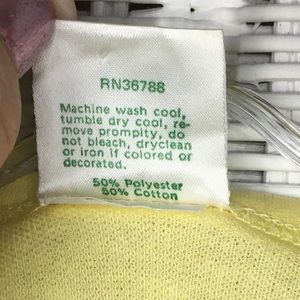 RN36788
Machine wash cool,
tumble dry cool, re-
move promptly, do
not bleach, dryclean
or iron if colored or
decorated.
50% Polyester
50% Cotton